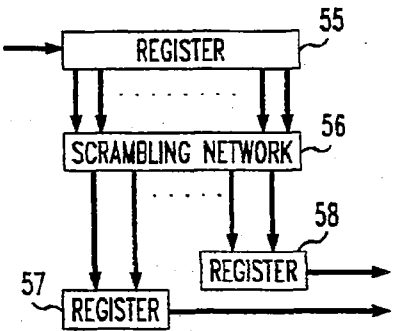 55
REGISTER
56
SCRAMBLING NETWORK
58
REGISTER
57
REGISTER